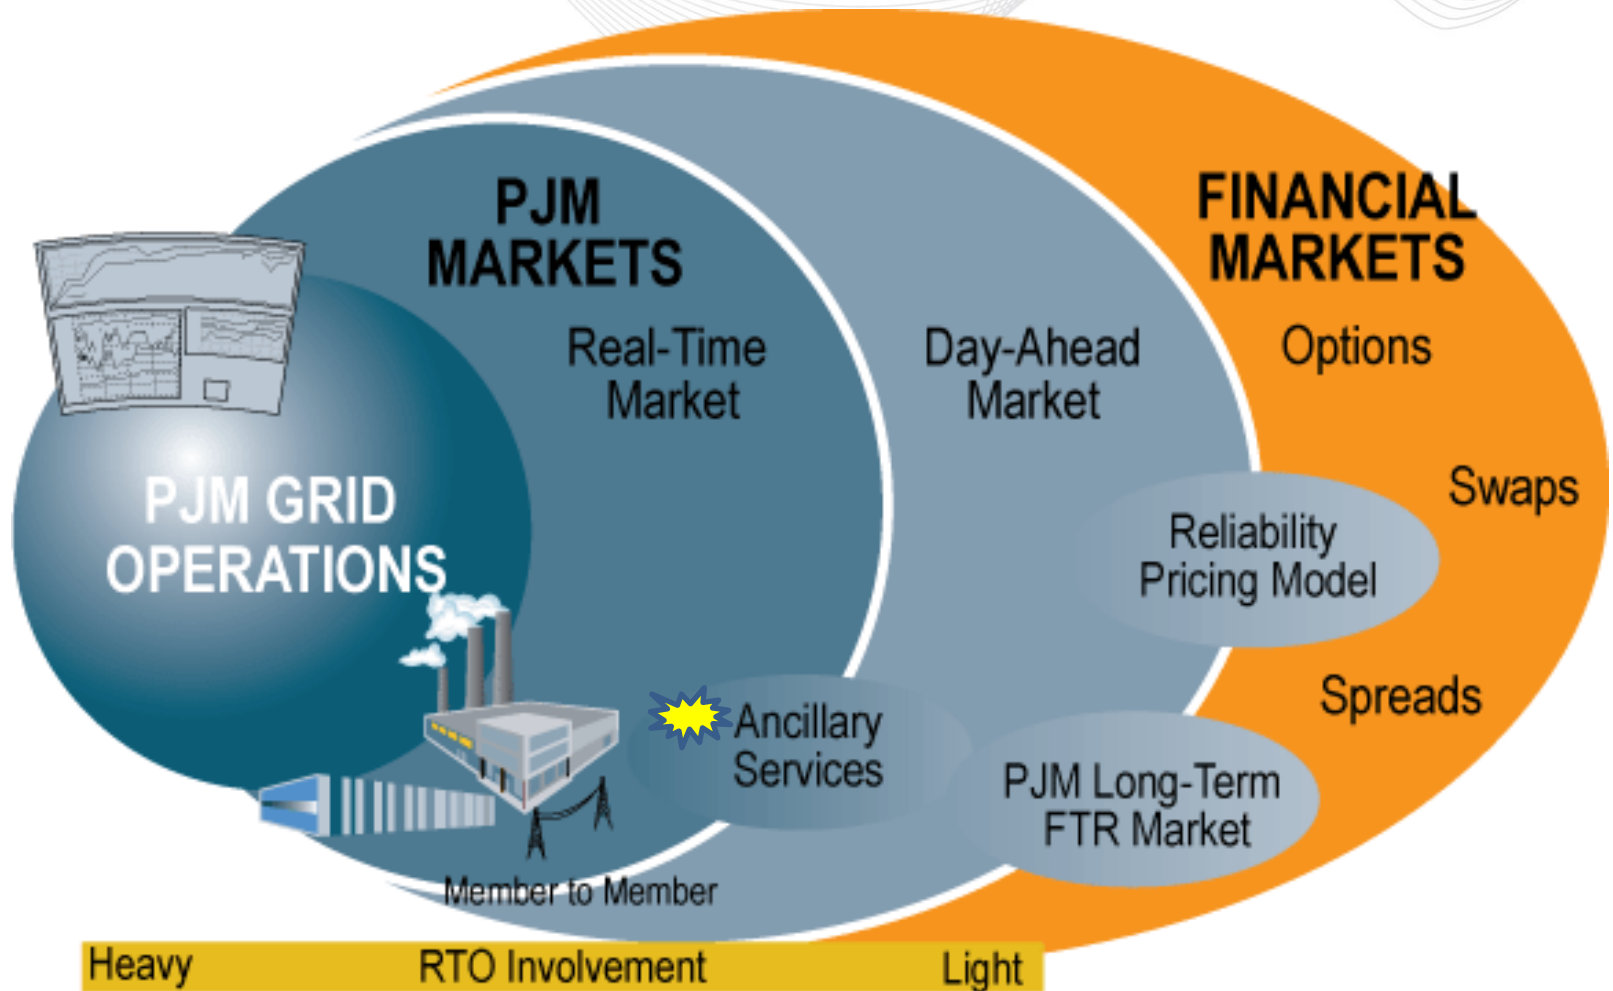 PJM
MARKETS
FINANCIAL
MARKETS
Real-Time
Market
Day-Ahead
Market
Options
PJM GRID
OPERATIONS
Swaps
Reliability
Pricing Model
Spreads
Ancillary
Services
PJM Long-Term
FTR Market
Member to Member
Heavy
RTO Involvement
Light